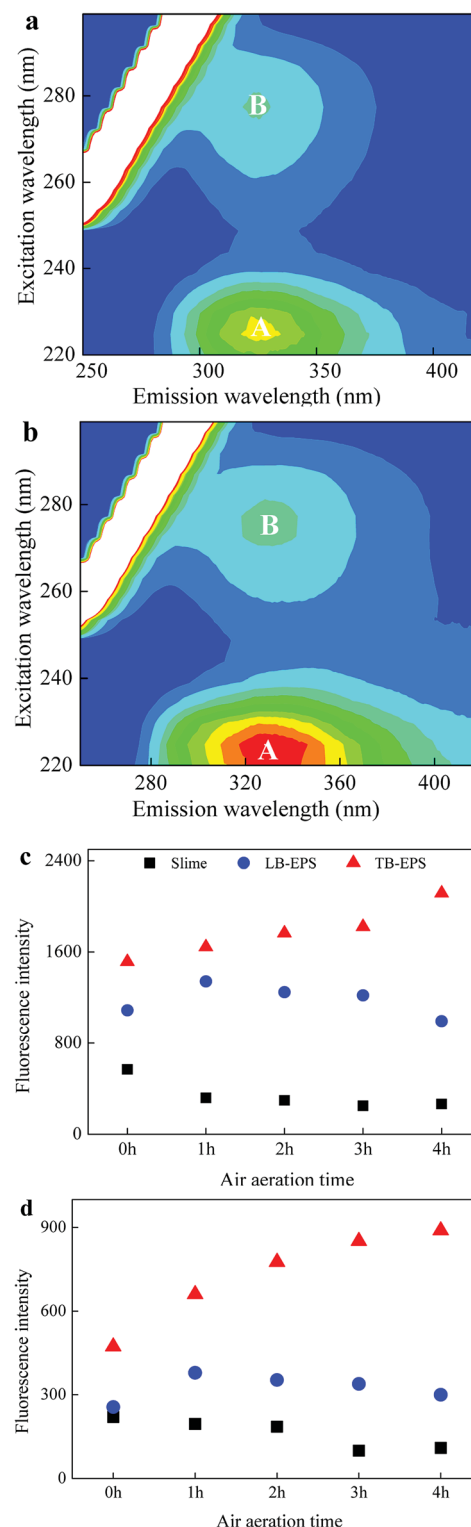 a
Excitation wavelength (nm)
280
260
240
220
B
A
250 300 350 400
Emission wavelength (nm)
b
Excitation wavelength (nm)
280
260
240
220
B
A
280 320 360 400
Emission wavelength (nm)
c
Fluorescence intensity
2400
1600
800
0
Slime LB-EPS TB-EPS
0h 1h 2h 3h 4h
Air aeration time
d
Fluorescence intensity
900
600
300
0
0h 1h 2h 3h 4h
Air aeration time